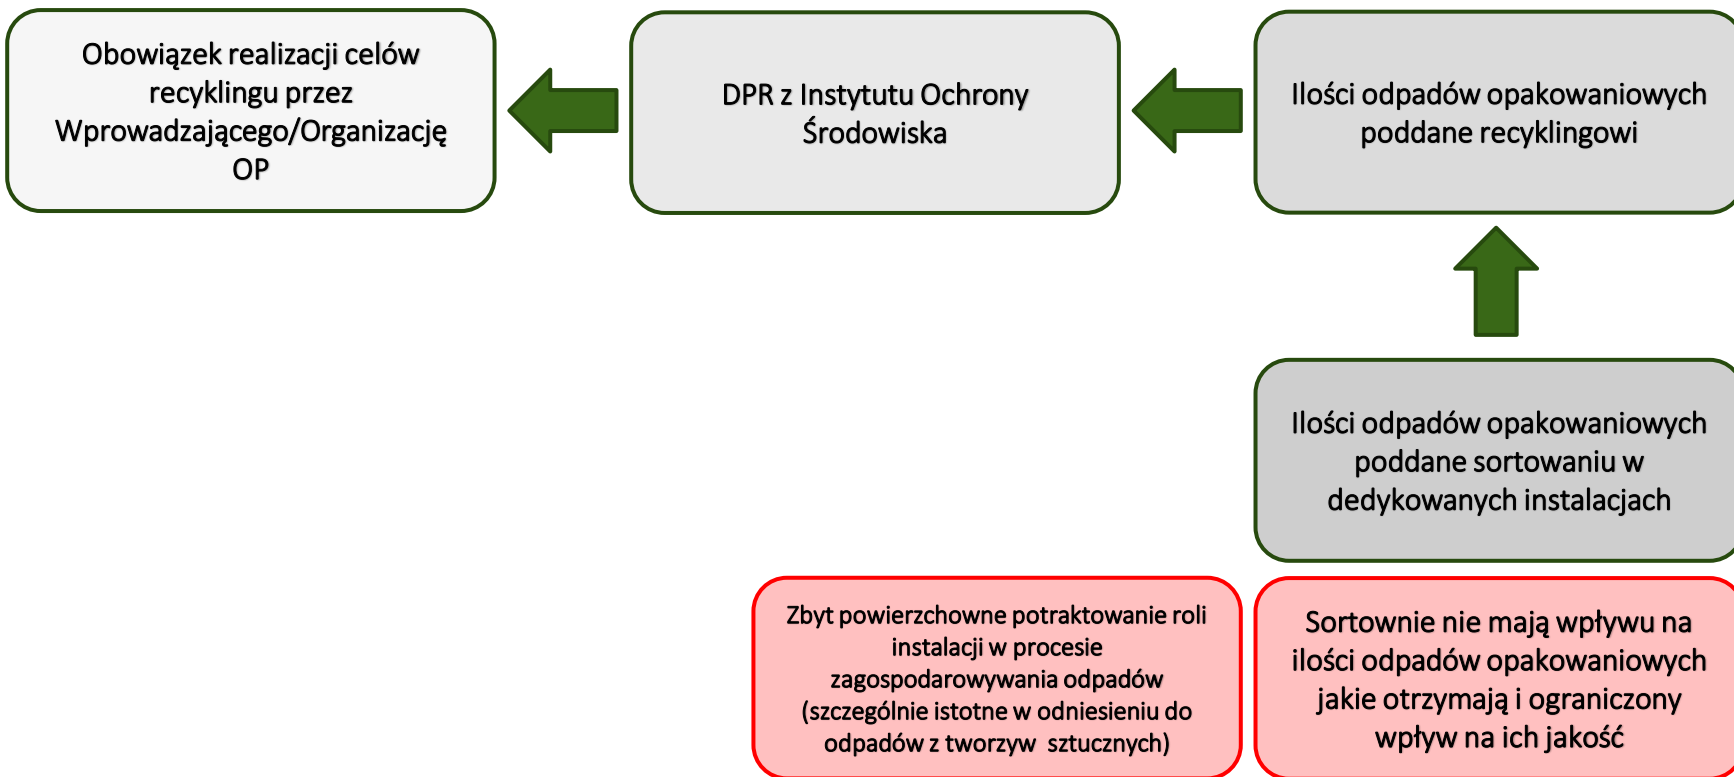 Obowiązek realizacji celów
recyklingu przez
Wprowadzającego/Organizację
OP
DPR z Instytutu Ochrony
Środowiska
Ilości odpadów opakowaniowych
poddane recyklingowi
Ilości odpadów opakowaniowych
poddane sortowaniu w
dedykowanych instalacjach
Zbyt powierzchowne potraktowanie roli
instalacji w procesie
zagospodarowywania odpadów
(szczególnie istotne w odniesieniu do
odpadów z tworzyw sztucznych)
Sortownie nie mają wpływu na
ilości odpadów opakowaniowych
jakie otrzymają i ograniczony
wpływ na ich jakość